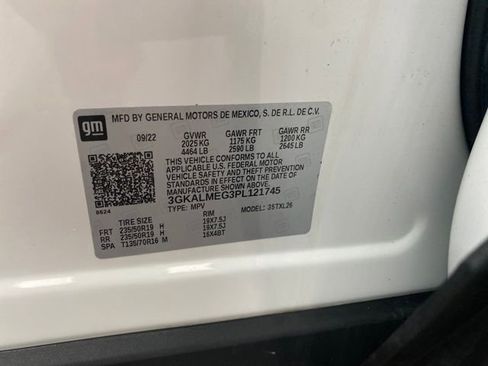 gm
MFD BY GENERAL MOTORS DE MEXICO, S. DE R.L. DE C.V.
09/22 GVWR GAWR FRT GAWR RR
2025 KG 1175 KG 1200 KG
4464 LB 2590 LB 2645 LB
THIS VEHICLE CONFORMS TO ALL
APPLICABLE U.S. FEDERAL MOTOR
VEHICLE SAFETY AND THEFT
PREVENTION STANDARDS IN EFFECT ON
THE DATE OF
MANUFACTURE SHOWN ABOVE.
3GKALMEG3PL121745
TYPE: MPV MODEL: 35TXL26
8624
TIRE SIZE RIM
FRT 235/50R19 H 19X7.5J
RR 235/50R19 H 19X7.5J
SPA T135/70R16 M 16X4BT